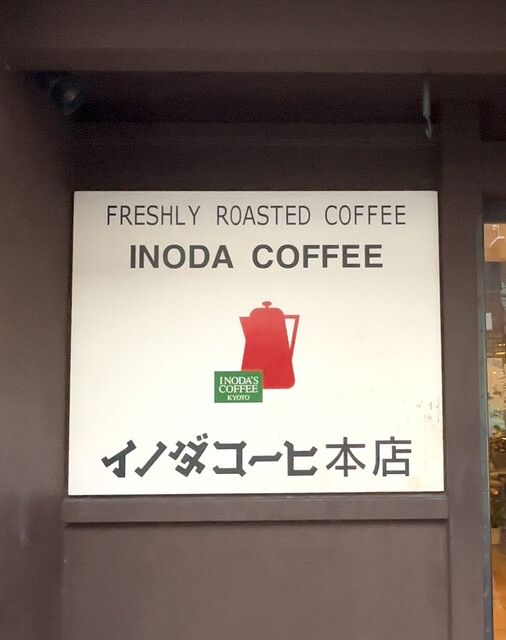 FRESHLY ROASTED COFFEE
INODA COFFEE
INODA'S
COFFEE
KYOTO
イノダコーヒ本店